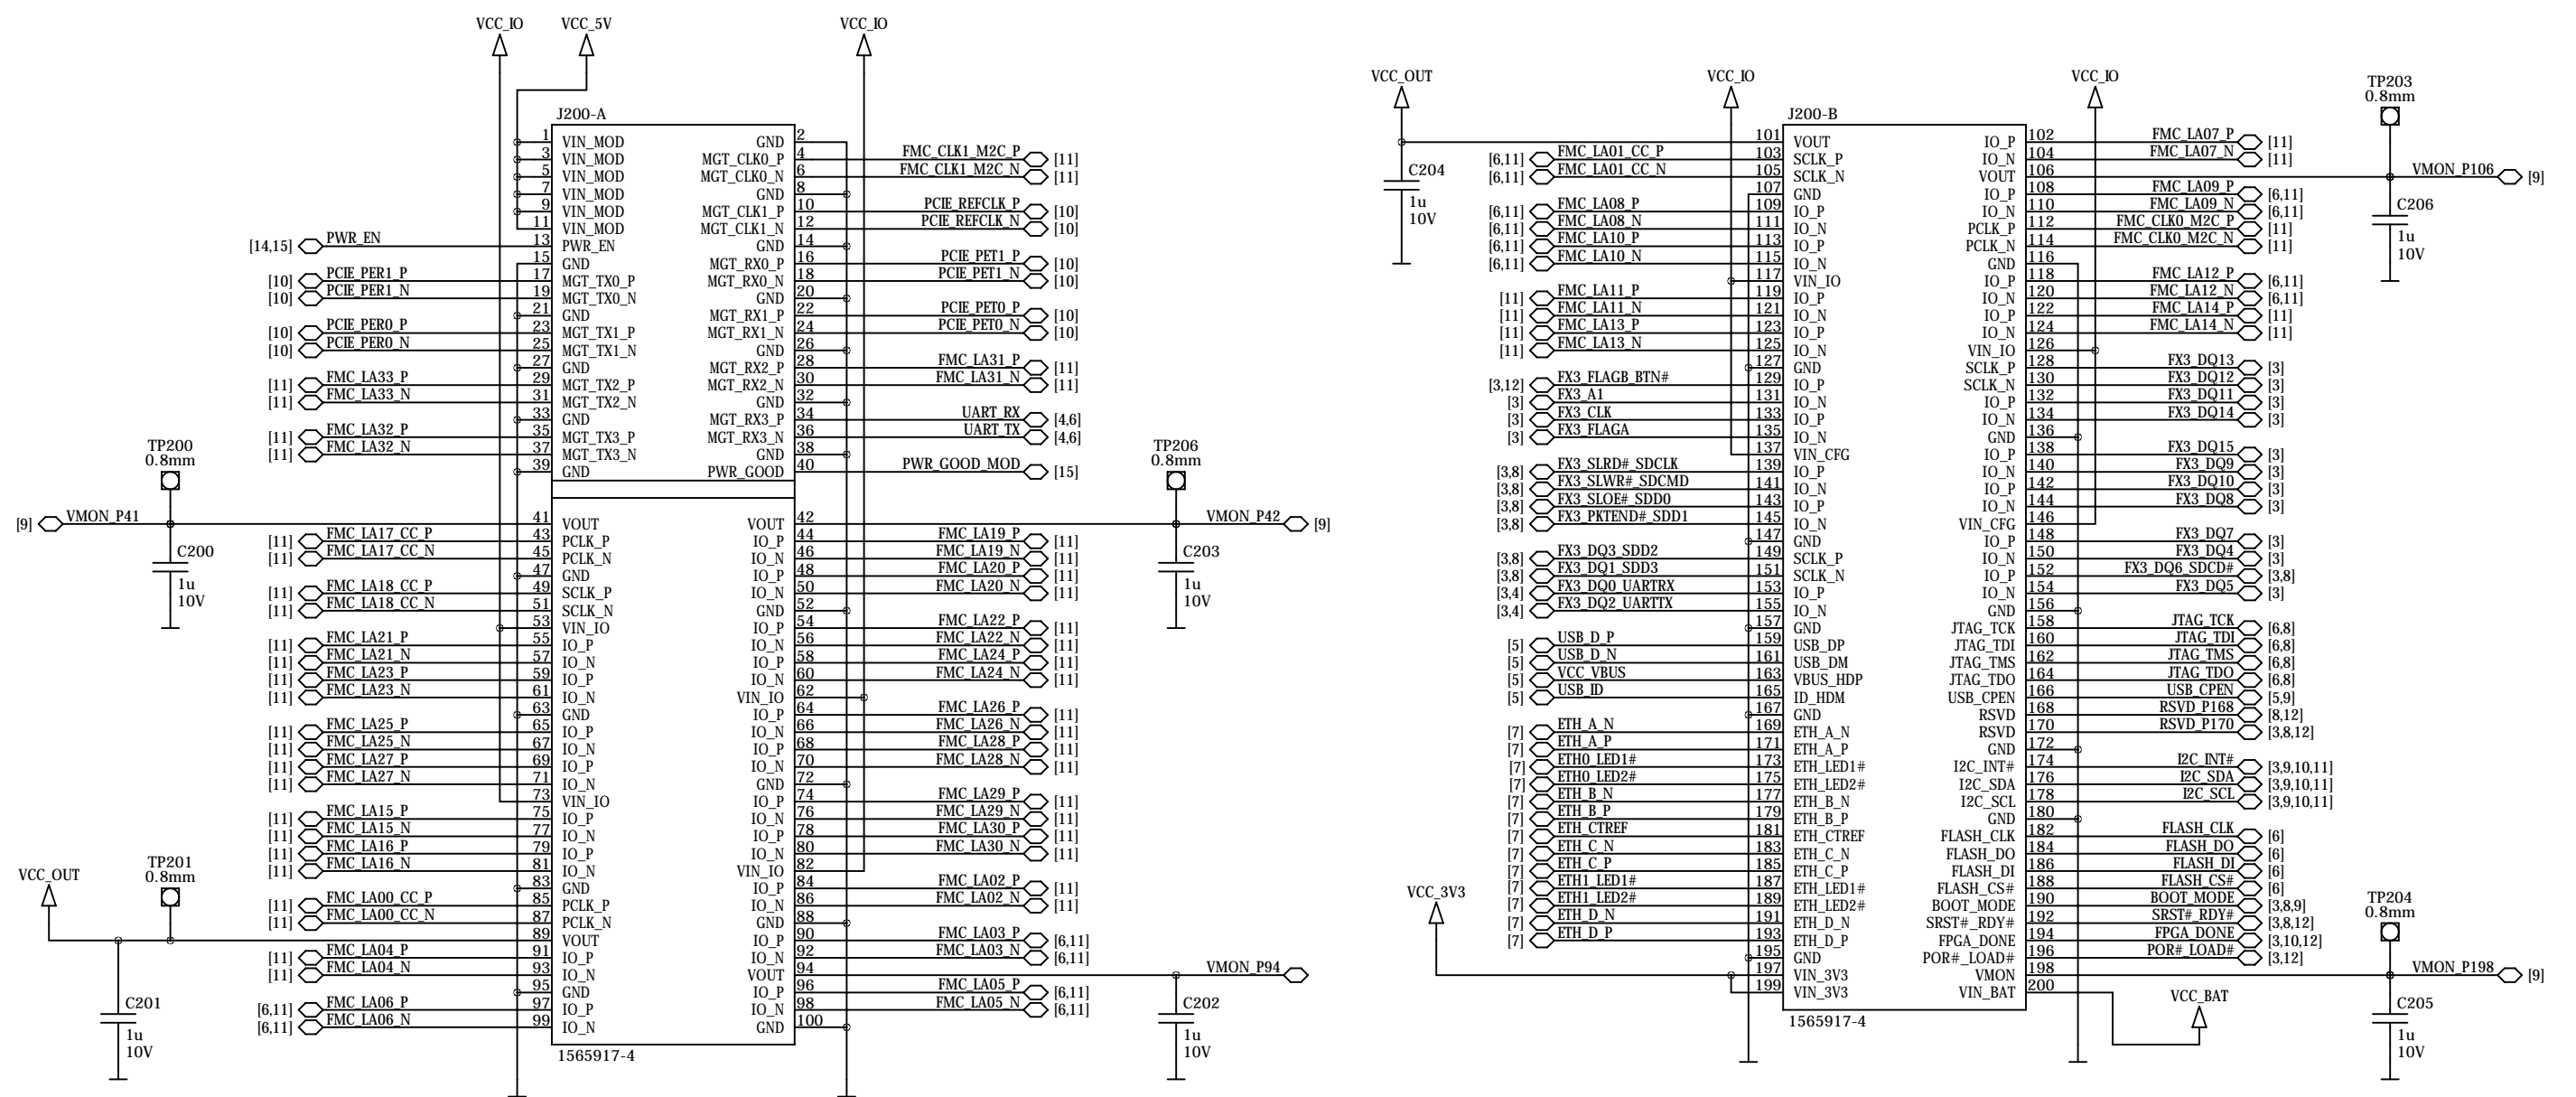 VCC_IO VCC_5V VCC_IO
J200-A
1 VIN_MOD GND 2
3 VIN_MOD MGT_CLK0_P 4 FMC_CLK1_M2C_P [11]
5 VIN_MOD MGT_CLK0_N 6 FMC_CLK1_M2C_N [11]
7 VIN_MOD GND 8
9 VIN_MOD MGT_CLK1_P 10 PCIE_REFCLK_P [10]
11 VIN_MOD MGT_CLK1_N 12 PCIE_REFCLK_N [10]
[14,15] PWR_EN 13 PWR_EN GND 14
15 GND MGT_RX0_P 16 PCIE_PET1_P [10]
[10] PCIE_PER1_P 17 MGT_TX0_P MGT_RX0_N 18 PCIE_PET1_N [10]
[10] PCIE_PER1_N 19 MGT_TX0_N GND 20
21 GND MGT_RX1_P 22 PCIE_PET0_P [10]
[10] PCIE_PER0_P 23 MGT_TX1_P MGT_RX1_N 24 PCIE_PET0_N [10]
[10] PCIE_PER0_N 25 MGT_TX1_N GND 26
27 GND MGT_RX2_P 28 FMC_LA31_P [11]
[11] FMC_LA33_P 29 MGT_TX2_P MGT_RX2_N 30 FMC_LA31_N [11]
[11] FMC_LA33_N 31 MGT_TX2_N GND 32
33 GND MGT_RX3_P 34 UART_RX [4,6]
[11] FMC_LA32_P 35 MGT_TX3_P MGT_RX3_N 36 UART_TX [4,6]
[11] FMC_LA32_N 37 MGT_TX3_N GND 38
39 GND PWR_GOOD 40 PWR_GOOD_MOD [15]
TP200
0.8mm
TP206
0.8mm
[9] VMON_P41 41 VOUT VOUT 42 VMON_P42 [9]
[11] FMC_LA17_CC_P 43 PCLK_P IO_P 44 FMC_LA19_P [11]
[11] FMC_LA17_CC_N 45 PCLK_N IO_N 46 FMC_LA19_N [11]
47 GND IO_P 48 FMC_LA20_P [11]
[11] FMC_LA18_CC_P 49 SCLK_P IO_N 50 FMC_LA20_N [11]
[11] FMC_LA18_CC_N 51 SCLK_N GND 52
53 VIN_IO IO_P 54 FMC_LA22_P [11]
[11] FMC_LA21_P 55 IO_P IO_N 56 FMC_LA22_N [11]
[11] FMC_LA21_N 57 IO_N IO_P 58 FMC_LA24_P [11]
[11] FMC_LA23_P 59 IO_P IO_N 60 FMC_LA24_N [11]
[11] FMC_LA23_N 61 IO_N VIN_IO 62
63 GND IO_P 64 FMC_LA26_P [11]
[11] FMC_LA25_P 65 IO_P IO_N 66 FMC_LA26_N [11]
[11] FMC_LA25_N 67 IO_N IO_P 68 FMC_LA28_P [11]
[11] FMC_LA27_P 69 IO_P IO_N 70 FMC_LA28_N [11]
[11] FMC_LA27_N 71 IO_N GND 72
73 VIN_IO IO_P 74 FMC_LA29_P [11]
[11] FMC_LA15_P 75 IO_P IO_N 76 FMC_LA29_N [11]
[11] FMC_LA15_N 77 IO_N IO_P 78 FMC_LA30_P [11]
[11] FMC_LA16_P 79 IO_P IO_N 80 FMC_LA30_N [11]
[11] FMC_LA16_N 81 IO_N VIN_IO 82
83 GND IO_P 84 FMC_LA02_P [11]
[11] FMC_LA00_CC_P 85 PCLK_P IO_N 86 FMC_LA02_N [11]
[11] FMC_LA00_CC_N 87 PCLK_N GND 88
89 VOUT IO_P 90 FMC_LA03_P [6,11]
[11] FMC_LA04_P 91 IO_P IO_N 92 FMC_LA03_N [6,11]
[11] FMC_LA04_N 93 IO_N VOUT 94 VMON_P94
95 GND IO_P 96 FMC_LA05_P [6,11]
[6,11] FMC_LA06_P 97 IO_P IO_N 98 FMC_LA05_N [6,11]
[6,11] FMC_LA06_N 99 IO_N GND 100
1565917-4
C200
1u
10V
C203
1u
10V
VCC_OUT
TP201
0.8mm
C201
1u
10V
C202
1u
10V
VCC_OUT VCC_IO VCC_IO
TP203
0.8mm
J200-B
101 VOUT IO_P 102 FMC_LA07_P [11]
[6,11] FMC_LA01_CC_P 103 SCLK_P IO_N 104 FMC_LA07_N [11]
[6,11] FMC_LA01_CC_N 105 SCLK_N VOUT 106 VMON_P106 [9]
107 GND IO_P 108 FMC_LA09_P [6,11]
[6,11] FMC_LA08_P 109 IO_P IO_N 110 FMC_LA09_N [6,11]
[6,11] FMC_LA08_N 111 IO_N PCLK_P 112 FMC_CLK0_M2C_P [11]
[6,11] FMC_LA10_P 113 IO_P PCLK_N 114 FMC_CLK0_M2C_N [11]
[6,11] FMC_LA10_N 115 IO_N GND 116
117 VIN_IO IO_P 118 FMC_LA12_P [6,11]
[11] FMC_LA11_P 119 IO_P IO_N 120 FMC_LA12_N [6,11]
[11] FMC_LA11_N 121 IO_N IO_P 122 FMC_LA14_P [11]
[11] FMC_LA13_P 123 IO_P IO_N 124 FMC_LA14_N [11]
[11] FMC_LA13_N 125 IO_N VIN_IO 126
127 GND SCLK_P 128 FX3_DQ13 [3]
[3,12] FX3_FLAGB_BTN# 129 IO_P SCLK_N 130 FX3_DQ12 [3]
[3] FX3_A1 131 IO_N IO_P 132 FX3_DQ11 [3]
[3] FX3_CLK 133 IO_P IO_N 134 FX3_DQ14 [3]
[3] FX3_FLAGA 135 IO_N GND 136
137 VIN_CFG IO_P 138 FX3_DQ15 [3]
[3,8] FX3_SLRD#_SDCLK 139 IO_P IO_N 140 FX3_DQ9 [3]
[3,8] FX3_SLWR#_SDCMD 141 IO_N IO_P 142 FX3_DQ10 [3]
[3,8] FX3_SLOE#_SDD0 143 IO_P IO_N 144 FX3_DQ8 [3]
[3,8] FX3_PKTEND#_SDD1 145 IO_N VIN_CFG 146
147 GND IO_P 148 FX3_DQ7 [3]
[3,8] FX3_DQ3_SDD2 149 SCLK_P IO_N 150 FX3_DQ4 [3]
[3,8] FX3_DQ1_SDD3 151 SCLK_N IO_P 152 FX3_DQ6_SDCD# [3,8]
[3,4] FX3_DQ0_UARTRX 153 IO_P IO_N 154 FX3_DQ5 [3]
[3,4] FX3_DQ2_UARTTX 155 IO_N GND 156
157 GND JTAG_TCK 158 JTAG_TCK [6,8]
[5] USB_D_P 159 USB_DP JTAG_TDI 160 JTAG_TDI [6,8]
[5] USB_D_N 161 USB_DM JTAG_TMS 162 JTAG_TMS [6,8]
[5] VCC_VBUS 163 VBUS_HDP JTAG_TDO 164 JTAG_TDO [6,8]
[5] USB_ID 165 ID_HDM USB_CPEN 166 USB_CPEN [5,9]
167 GND RSVD 168 RSVD_P168 [8,12]
[7] ETH_A_N 169 ETH_A_N RSVD 170 RSVD_P170 [3,8,12]
[7] ETH_A_P 171 ETH_A_P GND 172
[7] ETH0_LED1# 173 ETH_LED1# I2C_INT# 174 I2C_INT# [3,9,10,11]
[7] ETH0_LED2# 175 ETH_LED2# I2C_SDA 176 I2C_SDA [3,9,10,11]
[7] ETH_B_N 177 ETH_B_N I2C_SCL 178 I2C_SCL [3,9,10,11]
[7] ETH_B_P 179 ETH_B_P GND 180
[7] ETH_CTREF 181 ETH_CTREF FLASH_CLK 182 FLASH_CLK [6]
[7] ETH_C_N 183 ETH_C_N FLASH_DO 184 FLASH_DO [6]
[7] ETH_C_P 185 ETH_C_P FLASH_DI 186 FLASH_DI [6]
[7] ETH1_LED1# 187 ETH_LED1# FLASH_CS# 188 FLASH_CS# [6]
[7] ETH1_LED2# 189 ETH_LED2# BOOT_MODE 190 BOOT_MODE [3,8,9]
[7] ETH_D_N 191 ETH_D_N SRST#_RDY# 192 SRST#_RDY# [3,8,12]
[7] ETH_D_P 193 ETH_D_P FPGA_DONE 194 FPGA_DONE [3,10,12]
195 GND POR#_LOAD# 196 POR#_LOAD# [3,12]
197 VIN_3V3 VMON 198 VMON_P198 [9]
199 VIN_3V3 VIN_BAT 200
1565917-4
C204
1u
10V
C206
1u
10V
VCC_3V3
TP204
0.8mm
VCC_BAT
C205
1u
10V